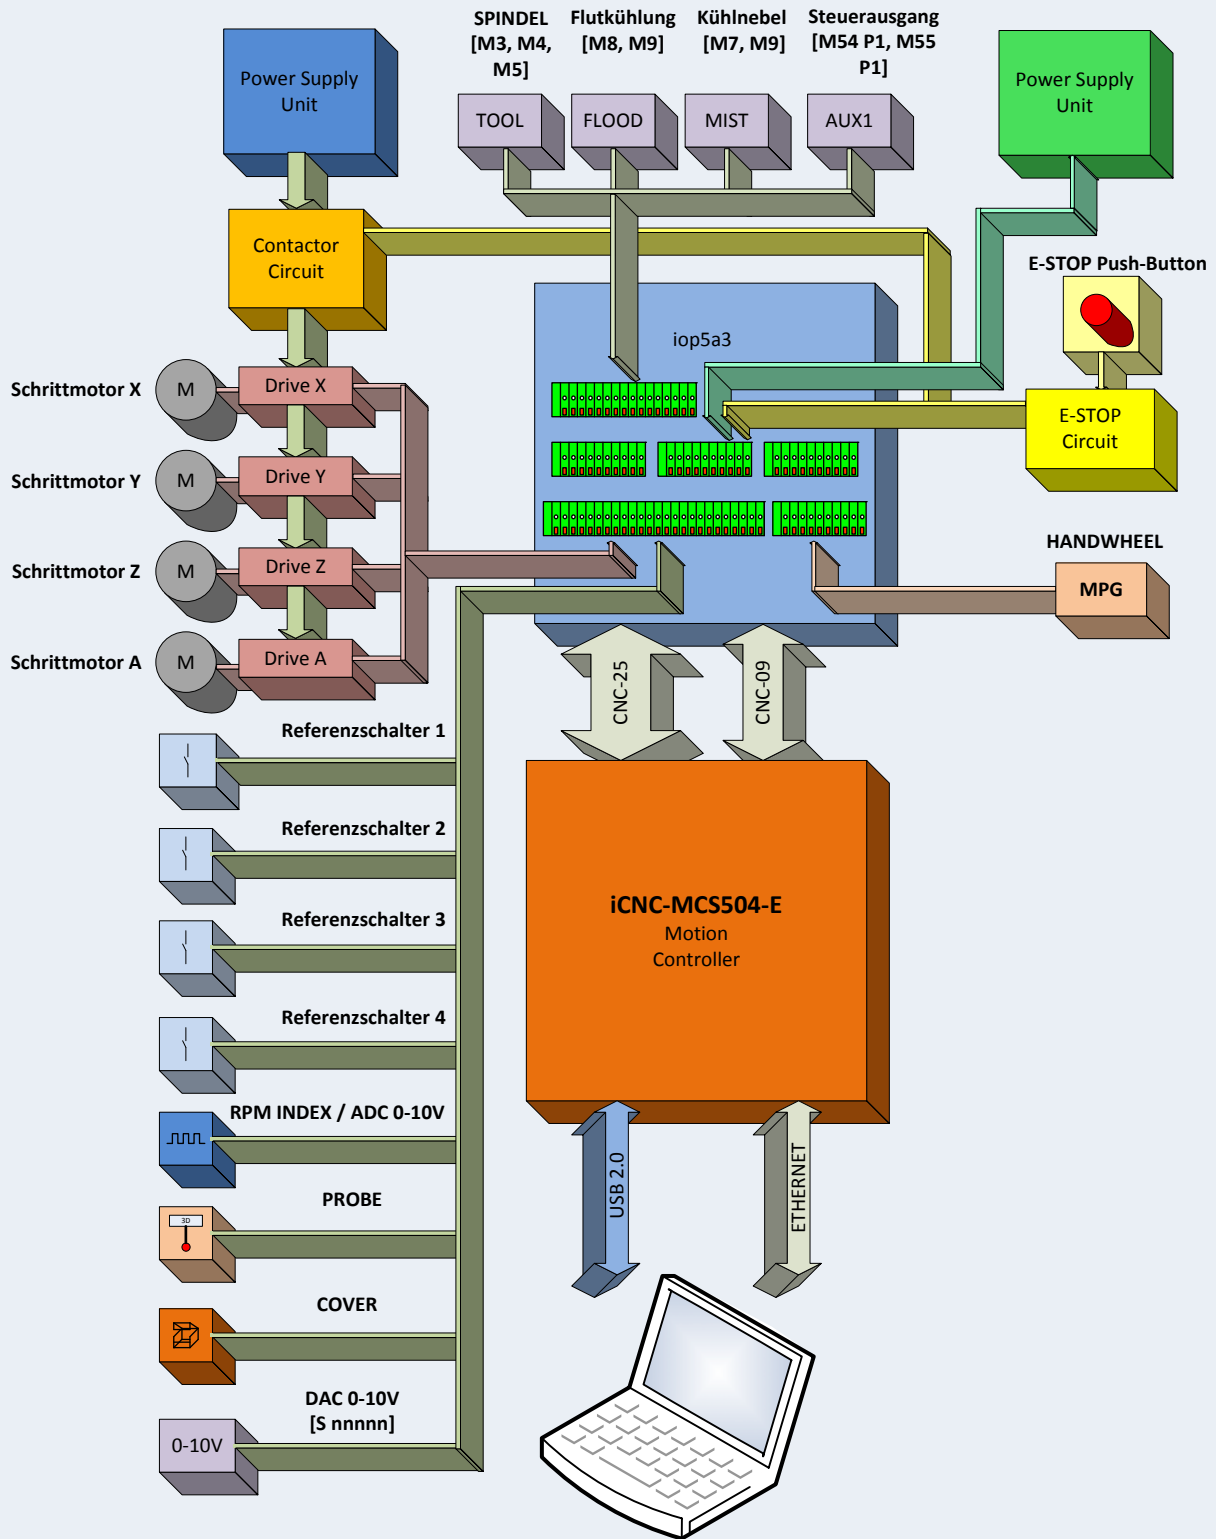 SPINDEL
[M3, M4,
M5]
Flutkühlung
[M8, M9]
Kühlnebel
[M7, M9]
Steuerausgang
[M54 P1, M55
P1]
Power Supply
Unit
TOOL
FLOOD
MIST
AUX1
Power Supply
Unit
Contactor
Circuit
E-STOP Push-Button
iop5a3
Schrittmotor X
M
Drive X
E-STOP
Circuit
Schrittmotor Y
M
Drive Y
Schrittmotor Z
M
Drive Z
HANDWHEEL
MPG
Schrittmotor A
M
Drive A
CNC-25
CNC-09
Referenzschalter 1
Referenzschalter 2
Referenzschalter 3
Referenzschalter 4
iCNC-MCS504-E
Motion
Controller
RPM INDEX / ADC 0-10V
USB 2.0
ETHERNET
PROBE
3D
COVER
DAC 0-10V
[S nnnnn]
0-10V